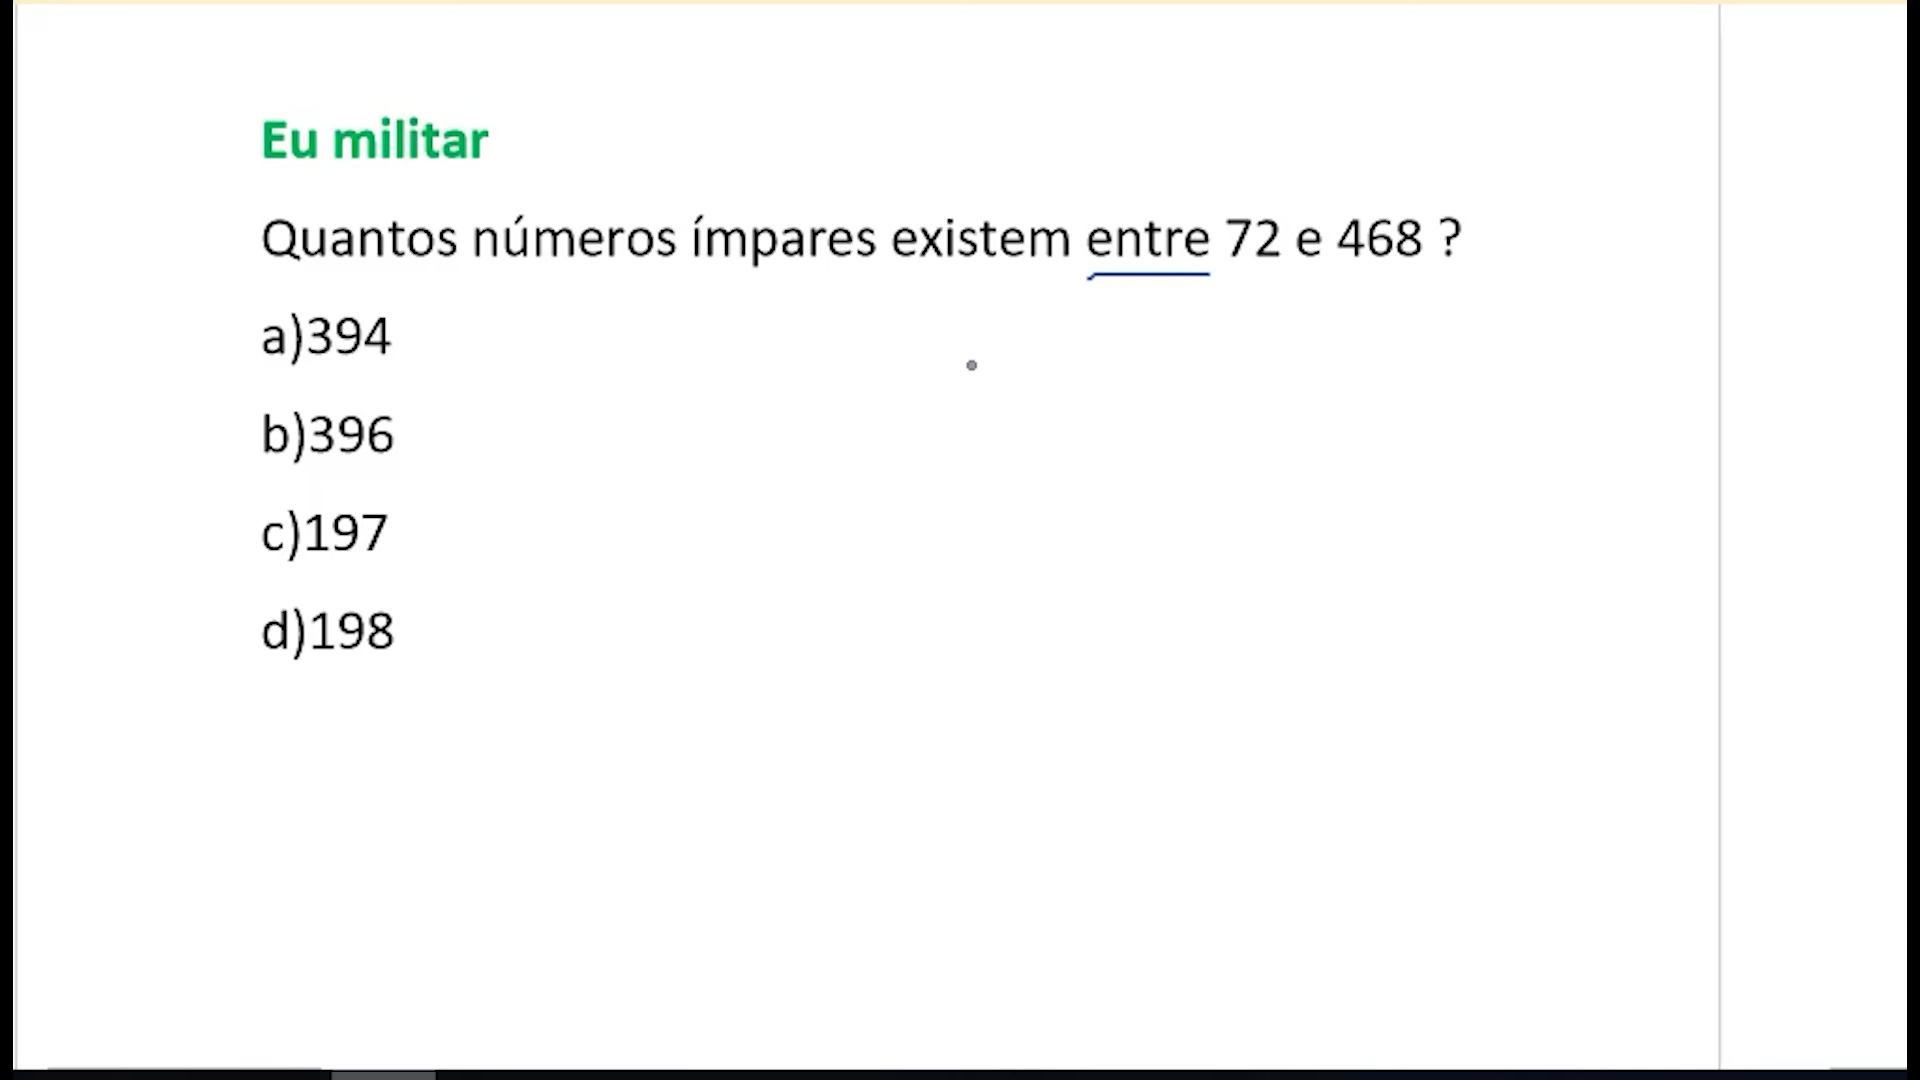 Eu militar
Quantos números ímpares existem entre 72 e 468 ?
a)394
b)396
c)197
d)198